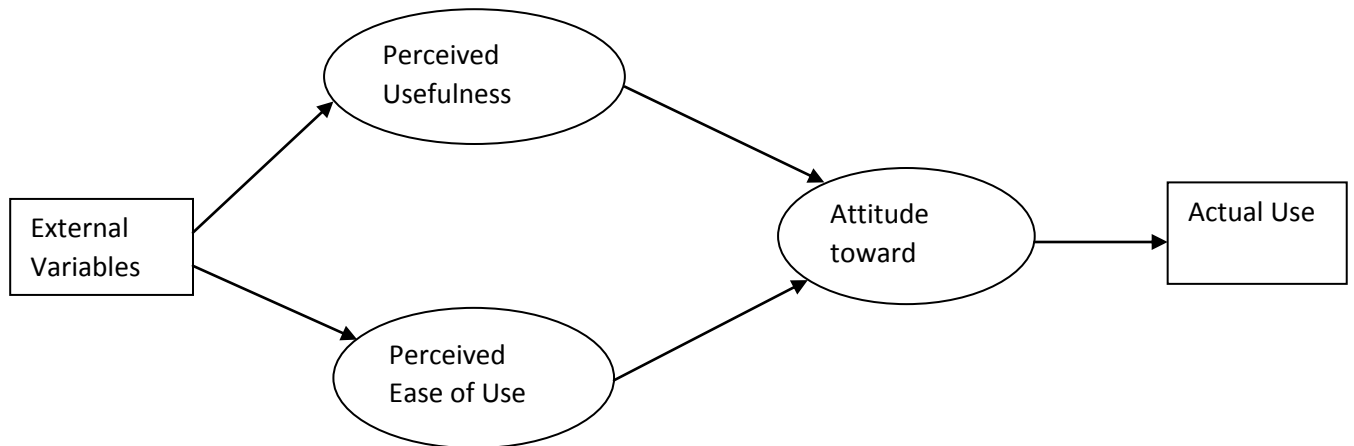 Perceived
Usefulness
External
Variables
Attitude
toward
Actual Use
Perceived
Ease of Use